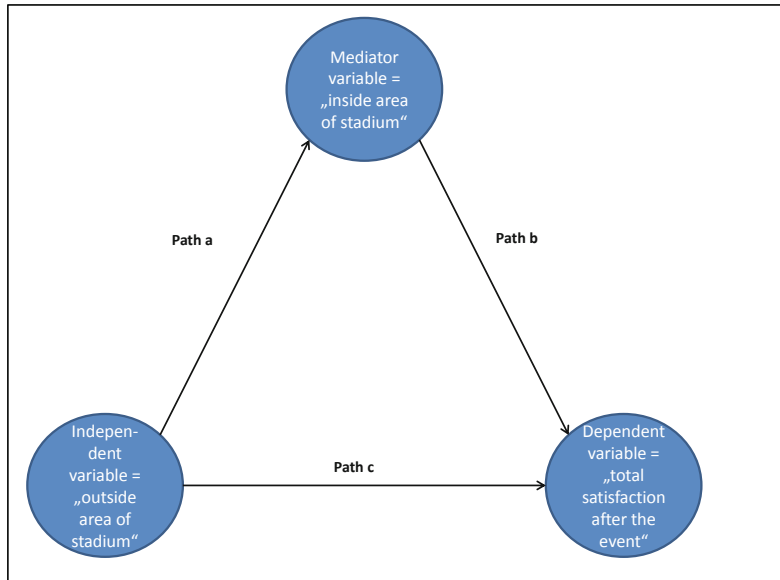 Mediator
variable =
„inside area
of stadium“
Path a
Path b
Indepen-
dent
variable =
„outside
area of
stadium“
Path c
Dependent
variable =
„total
satisfaction
after the
event“